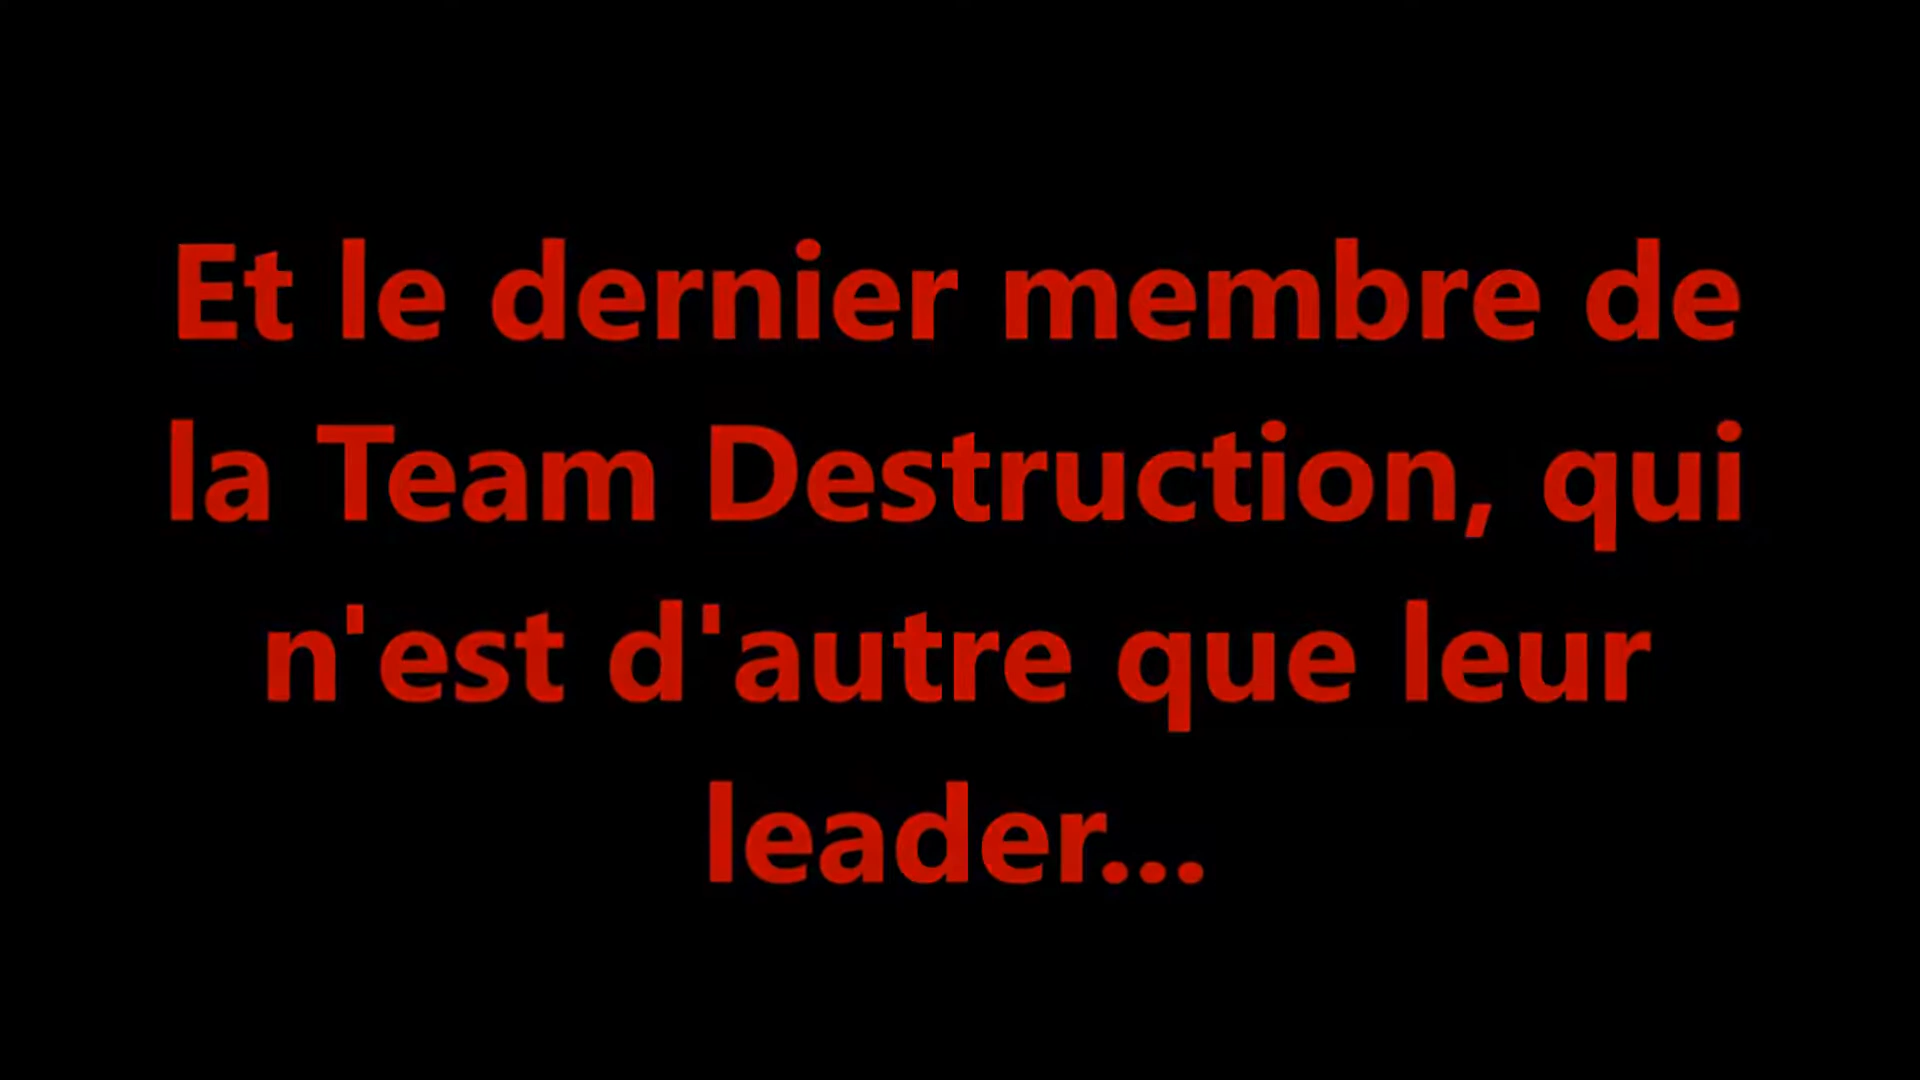 Et le dernier membre de
la Team Destruction, qui
n'est d'autre que leur
leader...